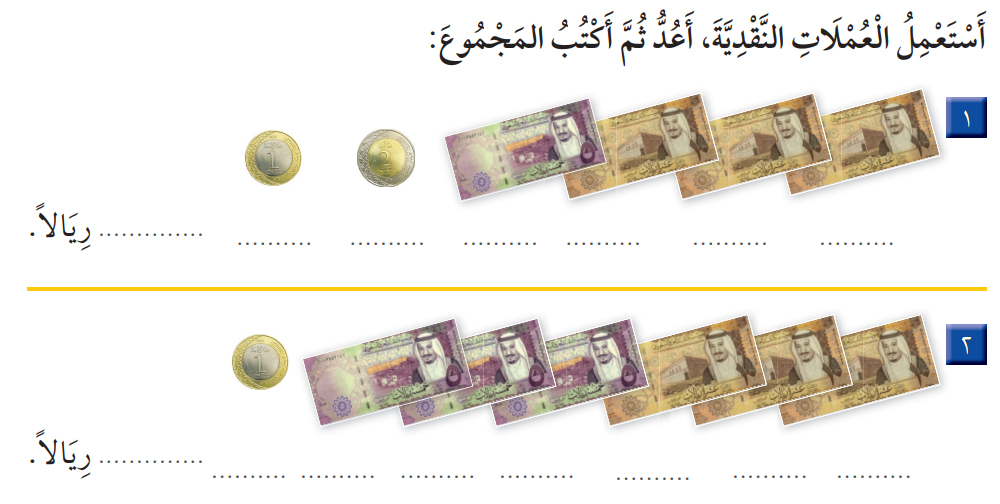 أَسْتَعْمِلُ الْعُمْلَاتِ النَّقْدِيَّةَ، أَعُدُّ ثُمَّ أَكْتُبُ المَجْمُوعَ:
١
.......... .......... .......... .......... .......... .......... .............. رِيَالاً.
٢
.......... .......... .......... .......... .......... .......... .......... .............. رِيَالاً.